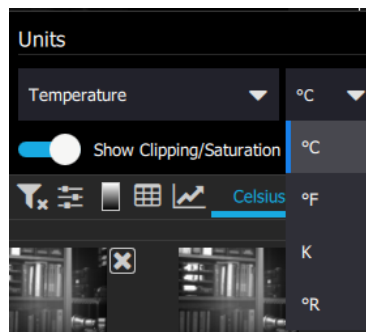 Units
Temperature °C
Show Clipping/Saturation °C
Celsius °F
K
°R